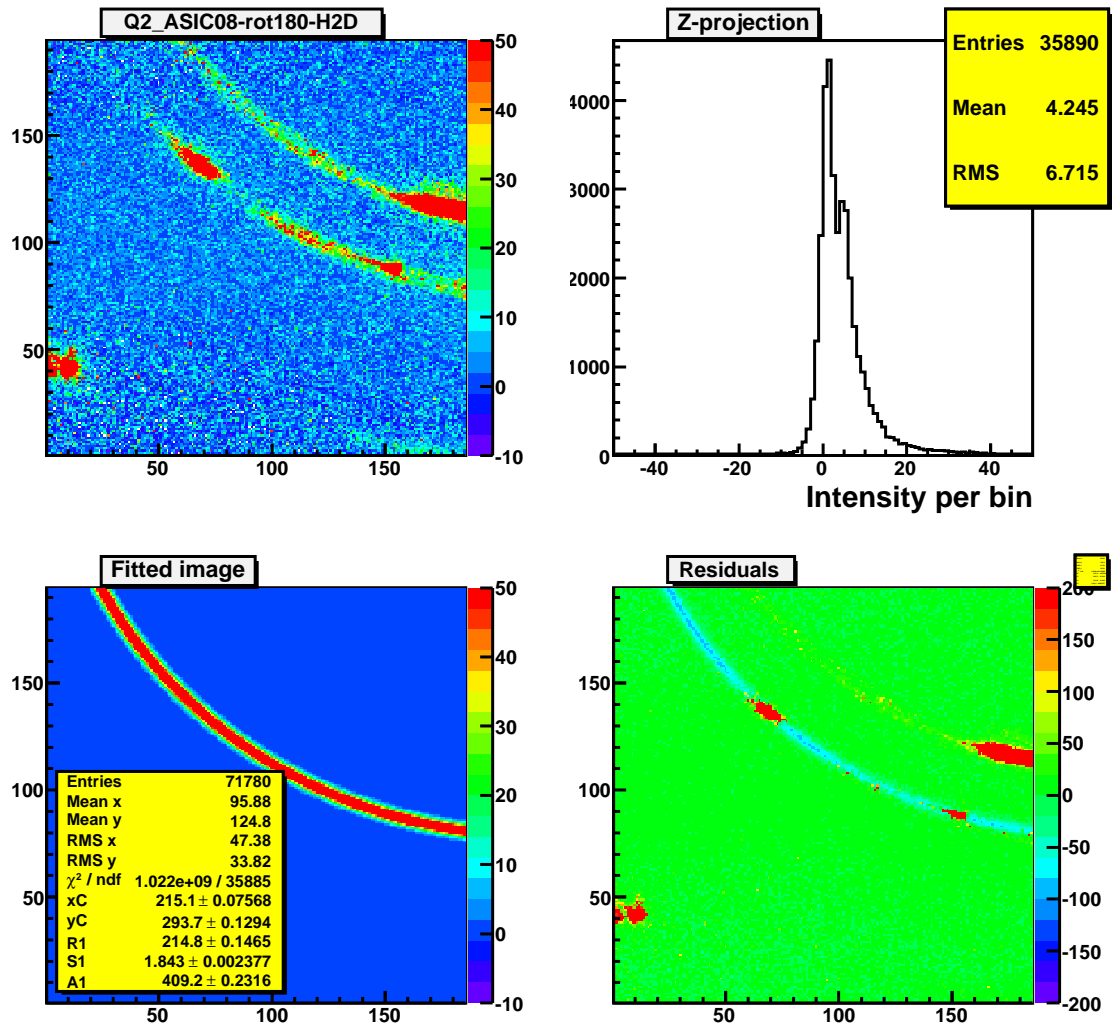 Q2_ASIC08-rot180-H2D
50
40
30
20
10
0
-10
150
100
50
50
100
150
Z-projection
Entries 35890
Mean 4.245
RMS 6.715
4000
3000
2000
1000
0
-40
-20
0
20
40
Intensity per bin
Fitted image
50
40
30
20
10
0
-10
150
100
50
50
100
150
Entries 71780
Mean x 95.88
Mean y 124.8
RMS x 47.38
RMS y 33.82
χ² / ndf 1.022e+09 / 35885
xC 215.1 ± 0.07568
yC 293.7 ± 0.1294
R1 214.8 ± 0.1465
S1 1.843 ± 0.002377
A1 409.2 ± 0.2316
Residuals
200
150
100
50
-0
-50
-100
-150
-200
150
100
50
50
100
150